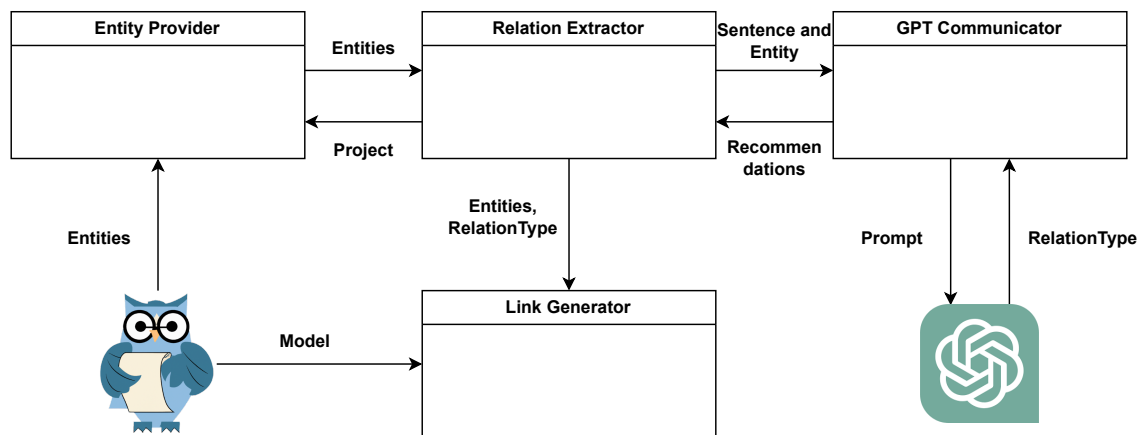 Entity Provider
Relation Extractor
GPT Communicator
Entities
Sentence and
Entity
Project
Recommen
dations
Entities
Entities,
RelationType
Prompt
RelationType
Link Generator
Model